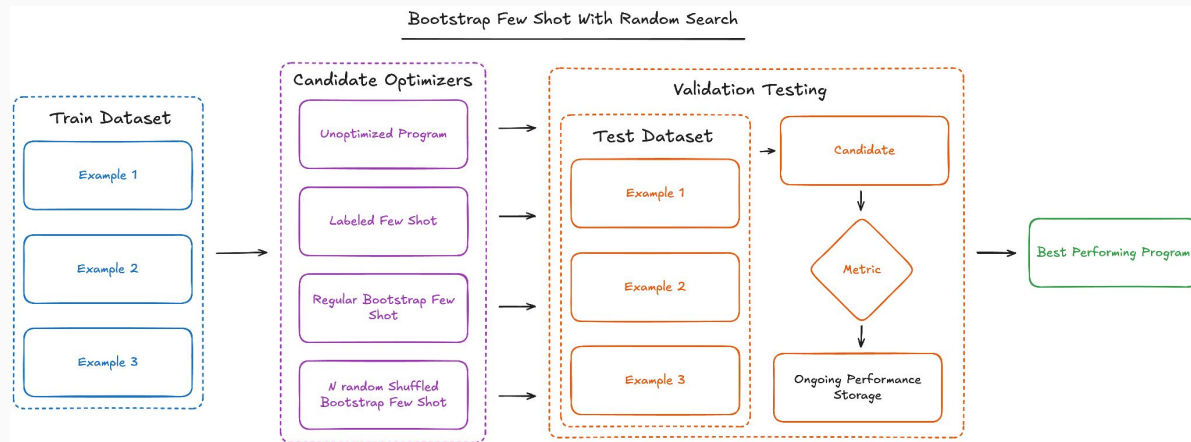 Bootstrap Few Shot With Random Search
Train Dataset
Example 1
Example 2
Example 3
Candidate Optimizers
Unoptimized Program
Labeled Few Shot
Regular Bootstrap Few
Shot
N random Shuffled
Bootstrap Few Shot
Validation Testing
Test Dataset
Example 1
Example 2
Example 3
Candidate
Metric
Ongoing Performance
Storage
Best Performing Program